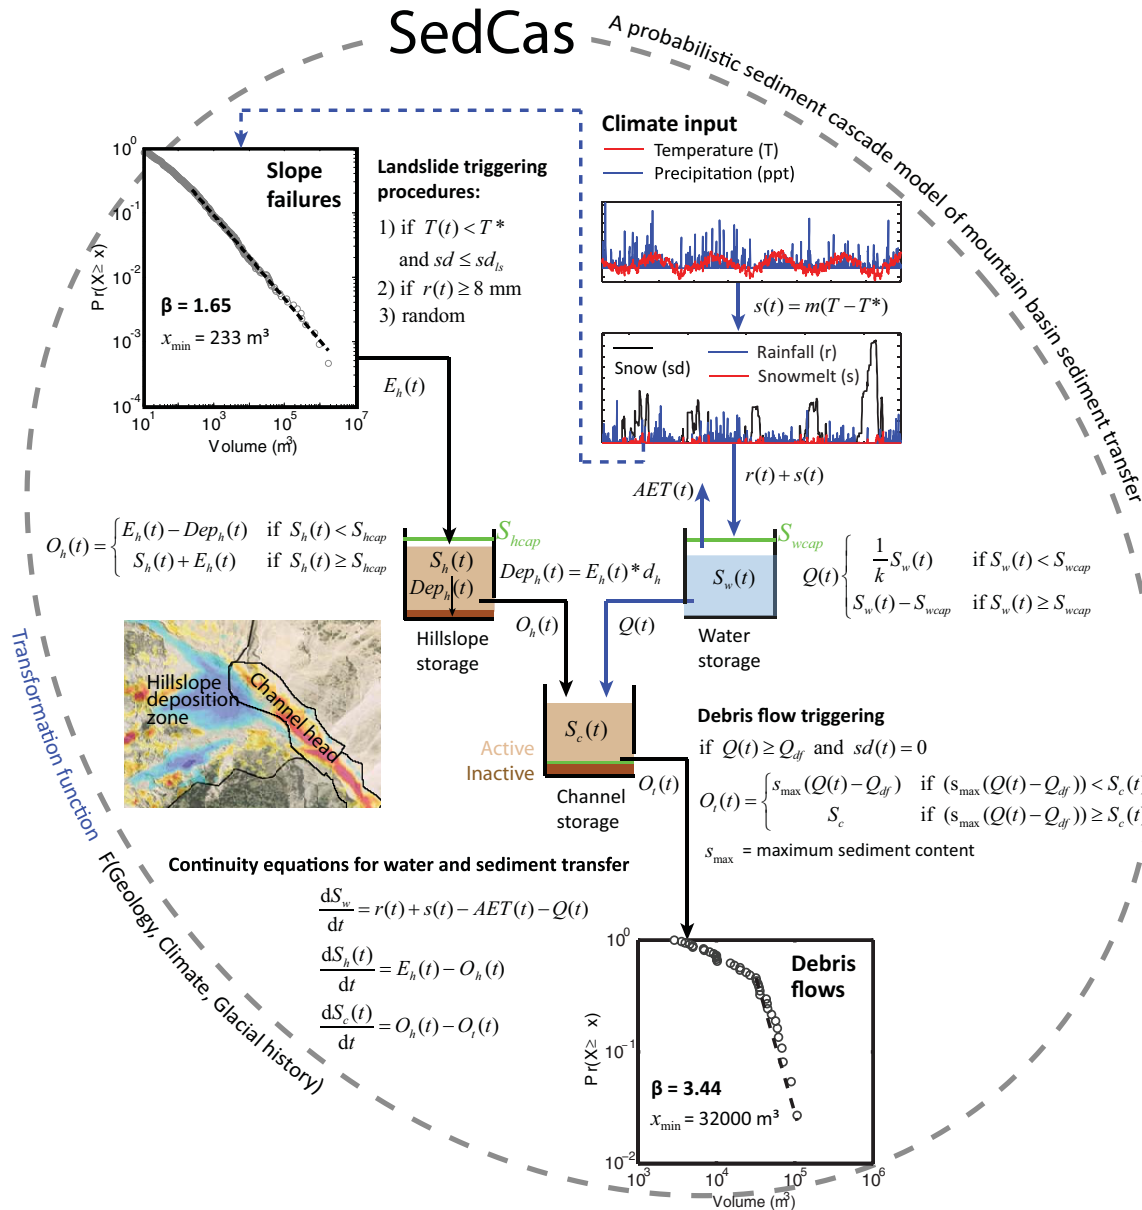 SedCas
A probabilistic sediment cascade model of mountain basin sediment transfer
Climate input
Temperature (T)
Precipitation (ppt)
10^0
10^-1
10^-2
10^-3
10^-4
Pr(X ≥ x)
Slope
failures
β = 1.65
x_min = 233 m³
10^1
10^3
10^5
10^7
Volume (m³)
Landslide triggering
procedures:
1) if T(t) < T*
and sd ≤ sd_ls
2) if r(t) ≥ 8 mm
3) random
s(t) = m(T − T*)
Snow (sd)
Rainfall (r)
Snowmelt (s)
E_h(t)
AET(t)
r(t) + s(t)
O_h(t) = { E_h(t) − Dep_h(t) if S_h(t) < S_hcap
S_h(t) + E_h(t) if S_h(t) ≥ S_hcap
S_hcap
S_h(t)
Dep_h(t)
Dep_h(t) = E_h(t) * d_h
O_h(t)
Hillslope
storage
S_wcap
S_w(t)
Q(t)
Water
storage
Q(t) { 1/k S_w(t) if S_w(t) < S_wcap
S_w(t) − S_wcap if S_w(t) ≥ S_wcap
Hillslope
deposition
zone
Channel head
S_c(t)
Active
Inactive
O_t(t)
Channel
storage
Debris flow triggering
if Q(t) ≥ Q_df and sd(t) = 0
O_t(t) = { s_max(Q(t) − Q_df) if (s_max(Q(t) − Q_df)) < S_c(t)
S_c if (s_max(Q(t) − Q_df)) ≥ S_c(t)
s_max = maximum sediment content
Transformation function F(Geology, Climate, Glacial history)
Continuity equations for water and sediment transfer
dS_w/dt = r(t) + s(t) − AET(t) − Q(t)
dS_h(t)/dt = E_h(t) − O_h(t)
dS_c(t)/dt = O_h(t) − O_t(t)
10^0
10^-1
10^-2
Pr(X ≥ x)
Debris
flows
β = 3.44
x_min = 32000 m³
10^3
10^4
10^5
10^6
Volume (m³)